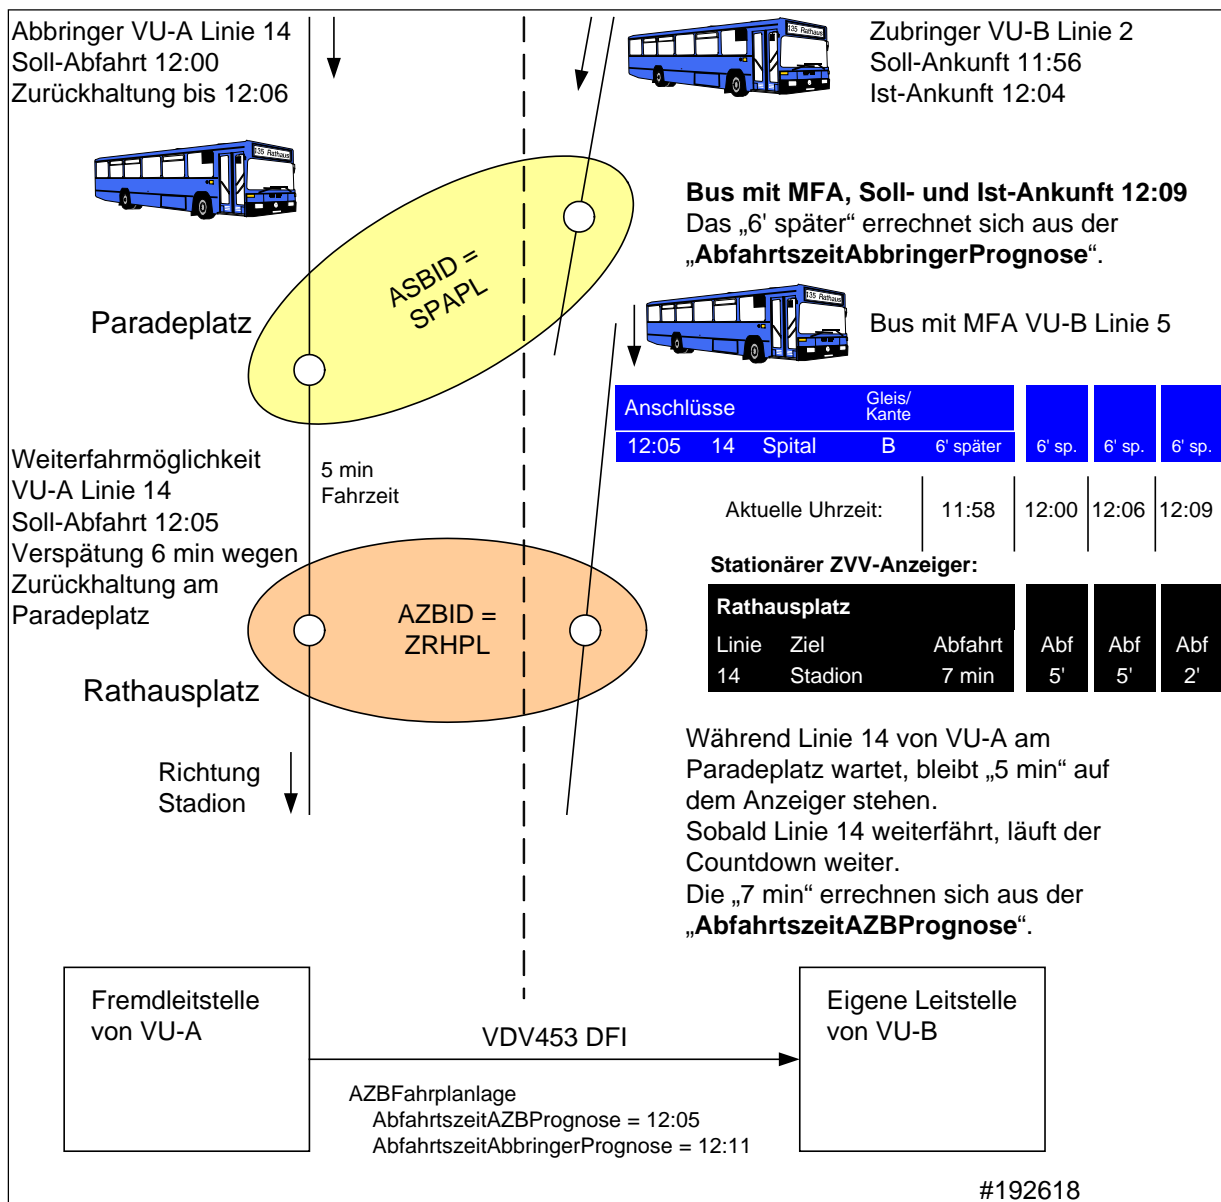 Abbringer VU-A Linie 14
Soll-Abfahrt 12:00
Zurückhaltung bis 12:06
135 Rathaus
135 Rathaus
Zubringer VU-B Linie 2
Soll-Ankunft 11:56
Ist-Ankunft 12:04
Bus mit MFA, Soll- und Ist-Ankunft 12:09
Das „6' später“ errechnet sich aus der
„AbfahrtszeitAbbringerPrognose“.
ASBID =
SPAPL
Paradeplatz
135 Rathaus
Bus mit MFA VU-B Linie 5
Anschlüsse Gleis/
Kante
12:05 14 Spital B 6' später 6' sp. 6' sp. 6' sp.
Aktuelle Uhrzeit: 11:58 12:00 12:06 12:09
Weiterfahrmöglichkeit
VU-A Linie 14
Soll-Abfahrt 12:05
Verspätung 6 min wegen
Zurückhaltung am
Paradeplatz
5 min
Fahrzeit
Stationärer ZVV-Anzeiger:
Rathausplatz
Linie Ziel Abfahrt Abf Abf Abf
14 Stadion 7 min 5' 5' 2'
AZBID =
ZRHPL
Rathausplatz
Richtung
Stadion
Während Linie 14 von VU-A am
Paradeplatz wartet, bleibt „5 min“ auf
dem Anzeiger stehen.
Sobald Linie 14 weiterfährt, läuft der
Countdown weiter.
Die „7 min“ errechnen sich aus der
„AbfahrtszeitAZBPrognose“.
Fremdleitstelle
von VU-A
VDV453 DFI
Eigene Leitstelle
von VU-B
AZBFahrplanlage
AbfahrtszeitAZBPrognose = 12:05
AbfahrtszeitAbbringerPrognose = 12:11
#192618